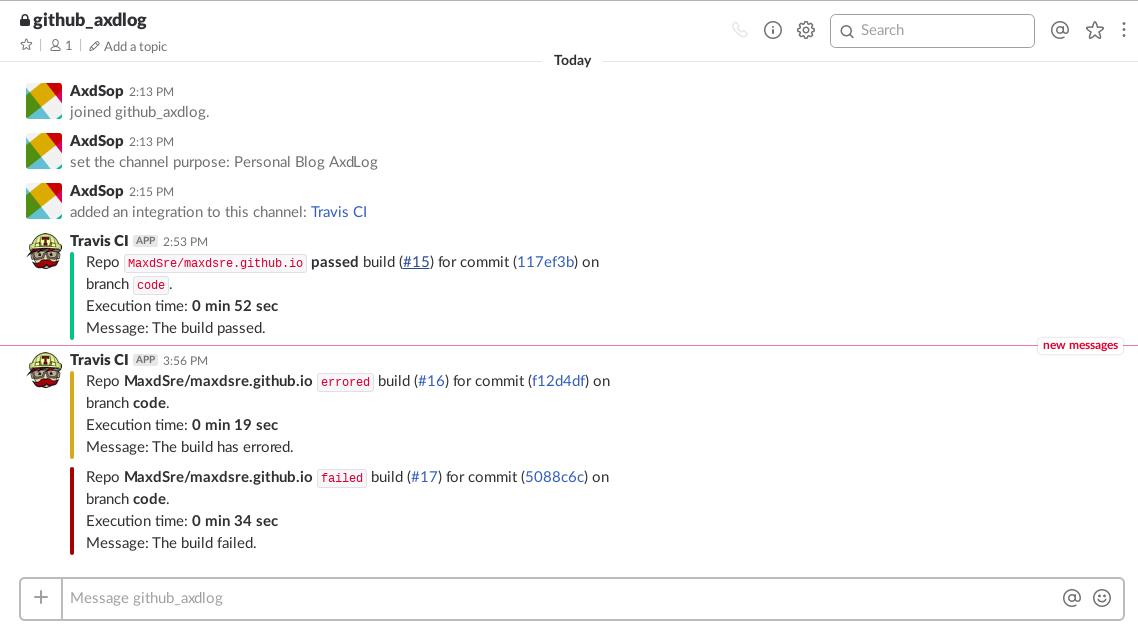 github_axdlog
1
Add a topic
Search
Today
AxdSop 2:13 PM
joined github_axdlog.
AxdSop 2:13 PM
set the channel purpose: Personal Blog AxdLog
AxdSop 2:15 PM
added an integration to this channel: Travis CI
Travis CI APP 2:53 PM
Repo MaxdSre/maxdsre.github.io passed build (#15) for commit (117ef3b) on
branch code.
Execution time: 0 min 52 sec
Message: The build passed.
new messages
Travis CI APP 3:56 PM
Repo MaxdSre/maxdsre.github.io errored build (#16) for commit (f12d4df) on
branch code.
Execution time: 0 min 19 sec
Message: The build has errored.
Repo MaxdSre/maxdsre.github.io failed build (#17) for commit (5088c6c) on
branch code.
Execution time: 0 min 34 sec
Message: The build failed.
Message github_axdlog